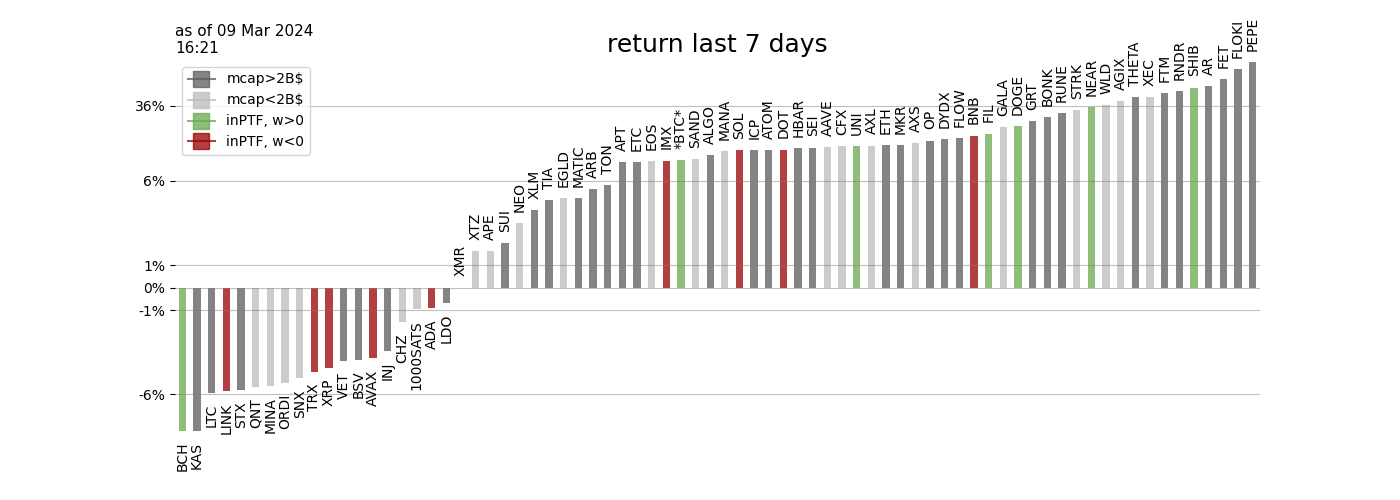 as of 09 Mar 2024
16:21
return last 7 days
mcap>2B$
mcap<2B$
inPTF, w>0
inPTF, w<0
36%
6%
1%
0%
-1%
-6%
BCH
KAS
LTC
LINK
STX
QNT
MINA
ORDI
SNX
TRX
XRP
VET
BSV
AVAX
INJ
CHZ
1000SATS
ADA
LDO
XMR
XTZ
APE
SUI
NEO
XLM
TIA
EGLD
MATIC
ARB
TON
APT
ETC
EOS
IMX
*BTC*
SAND
ALGO
MANA
SOL
ICP
ATOM
DOT
HBAR
SEI
AAVE
CFX
UNI
AXL
ETH
MKR
AXS
OP
DYDX
FLOW
BNB
FIL
GALA
DOGE
GRT
BONK
RUNE
STRK
NEAR
WLD
AGIX
THETA
XEC
FTM
RNDR
SHIB
AR
FET
FLOKI
PEPE